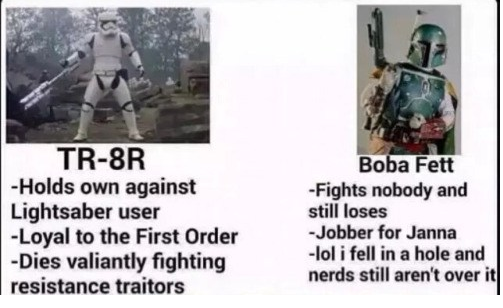 TR-8R
-Holds own against
Lightsaber user
-Loyal to the First Order
-Dies valiantly fighting
resistance traitors
Boba Fett
-Fights nobody and
still loses
-Jobber for Janna
-lol i fell in a hole and
nerds still aren't over it